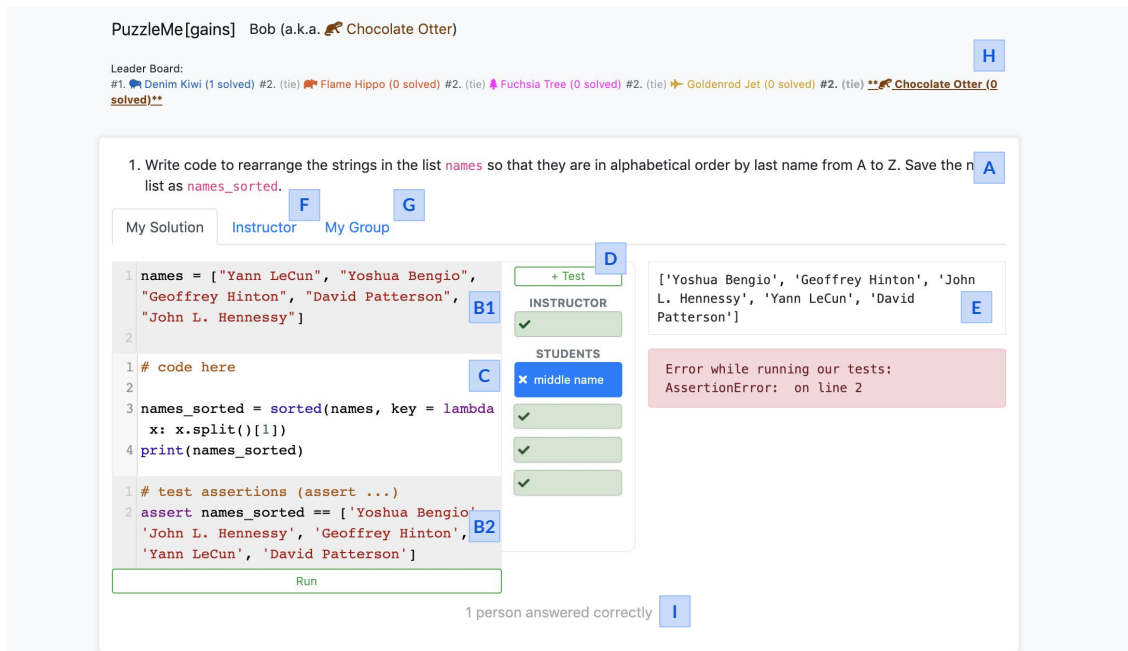 PuzzleMe[gains] Bob (a.k.a. Chocolate Otter)
H
Leader Board:
#1. Denim Kiwi (1 solved) #2. (tie) Flame Hippo (0 solved) #2. (tie) Fuchsia Tree (0 solved) #2. (tie) Goldenrod Jet (0 solved) #2. (tie) ** Chocolate Otter (0
solved)**
1. Write code to rearrange the strings in the list names so that they are in alphabetical order by last name from A to Z. Save the n
A
list as names_sorted.
F
G
My Solution Instructor My Group
D
1 names = ["Yann LeCun", "Yoshua Bengio",
"Geoffrey Hinton", "David Patterson",
"John L. Hennessy"]
2
B1
1 # code here
2
C
3 names_sorted = sorted(names, key = lambda
x: x.split()[1])
4 print(names_sorted)
1 # test assertions (assert ...)
2 assert names_sorted == ['Yoshua Bengio'
'John L. Hennessy', 'Geoffrey Hinton',
'Yann LeCun', 'David Patterson']
B2
Run
+ Test
INSTRUCTOR
STUDENTS
middle name
['Yoshua Bengio', 'Geoffrey Hinton', 'John
L. Hennessy', 'Yann LeCun', 'David
Patterson']
E
Error while running our tests:
AssertionError: on line 2
1 person answered correctly
I